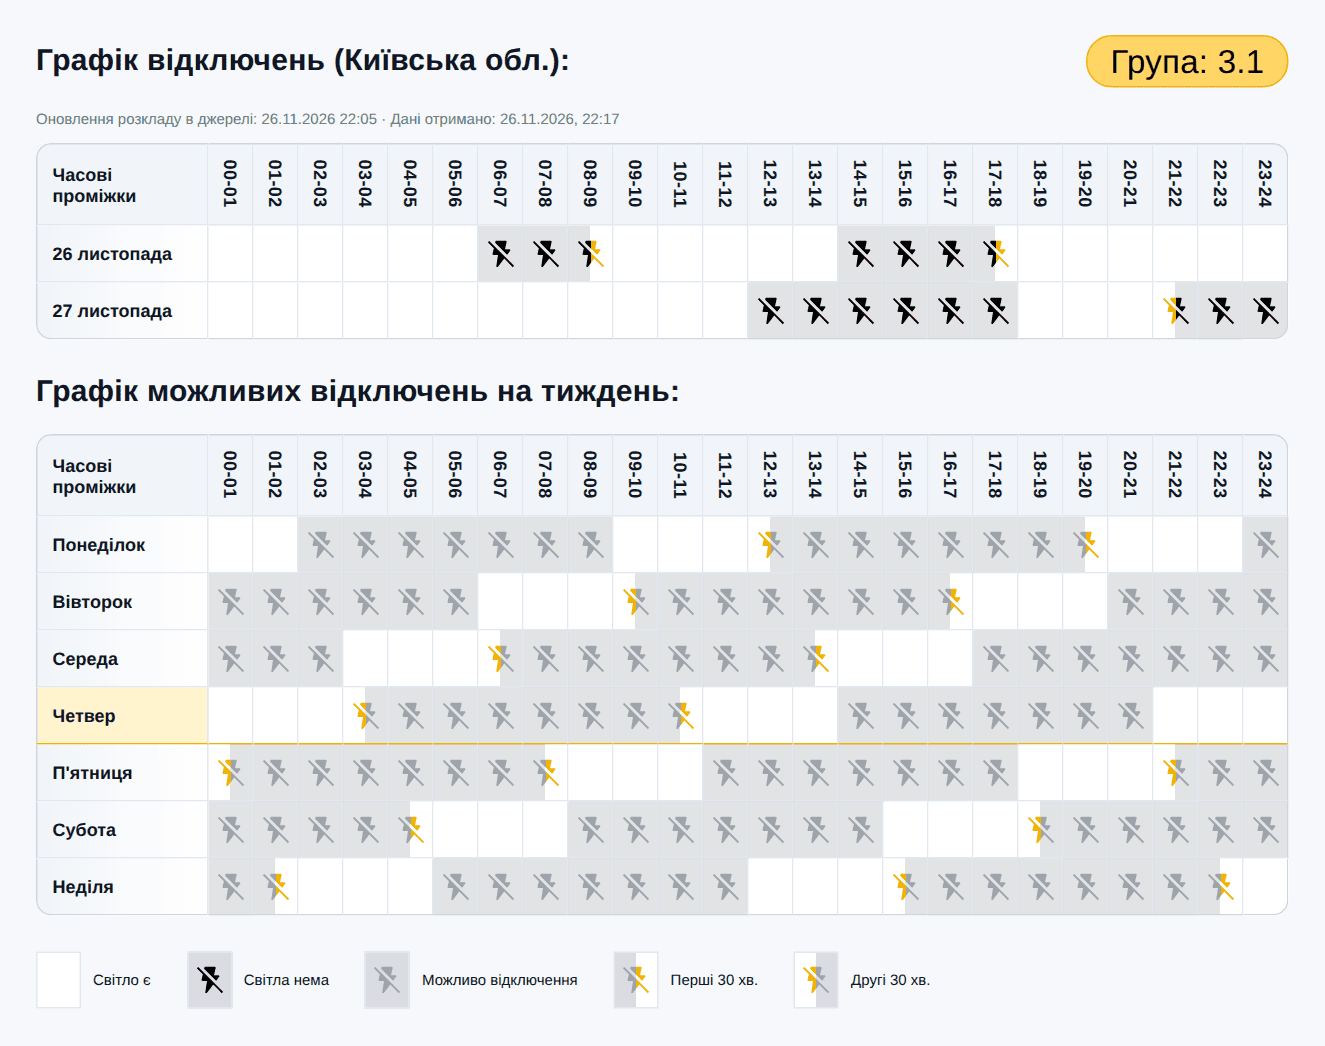 Графік відключень (Київська обл.):
Група: 3.1
Оновлення розкладу в джерелі: 26.11.2026 22:05 · Дані отримано: 26.11.2026, 22:17
Часові
проміжки
00-01 01-02 02-03 03-04 04-05 05-06 06-07 07-08 08-09 09-10 10-11 11-12 12-13 13-14 14-15 15-16 16-17 17-18 18-19 19-20 20-21 21-22 22-23 23-24
26 листопада
27 листопада
Графік можливих відключень на тиждень:
Часові
проміжки
00-01 01-02 02-03 03-04 04-05 05-06 06-07 07-08 08-09 09-10 10-11 11-12 12-13 13-14 14-15 15-16 16-17 17-18 18-19 19-20 20-21 21-22 22-23 23-24
Понеділок
Вівторок
Середа
Четвер
П'ятниця
Субота
Неділя
Світло є
Світла нема
Можливо відключення
Перші 30 хв.
Другі 30 хв.